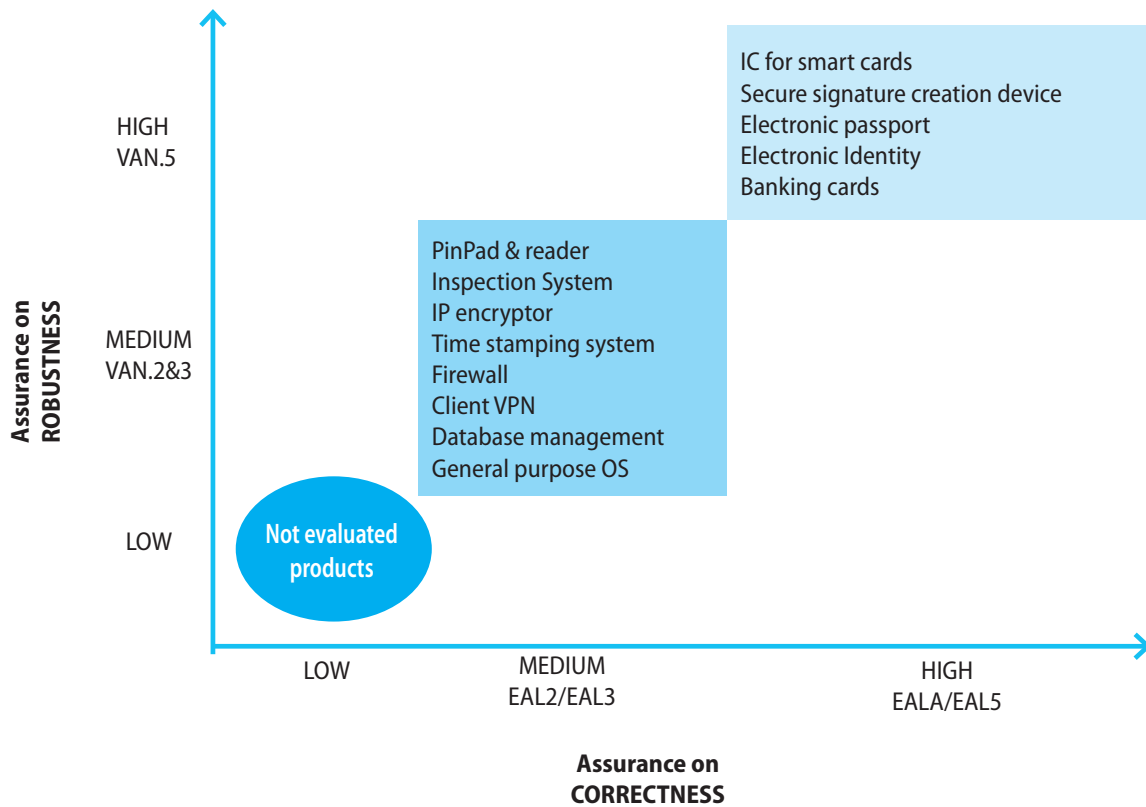 HIGH
VAN.5
IC for smart cards
Secure signature creation device
Electronic passport
Electronic Identity
Banking cards
Assurance on
ROBUSTNESS
MEDIUM
VAN.2&3
PinPad & reader
Inspection System
IP encryptor
Time stamping system
Firewall
Client VPN
Database management
General purpose OS
LOW
Not evaluated
products
LOW
MEDIUM
EAL2/EAL3
HIGH
EALA/EAL5
Assurance on
CORRECTNESS